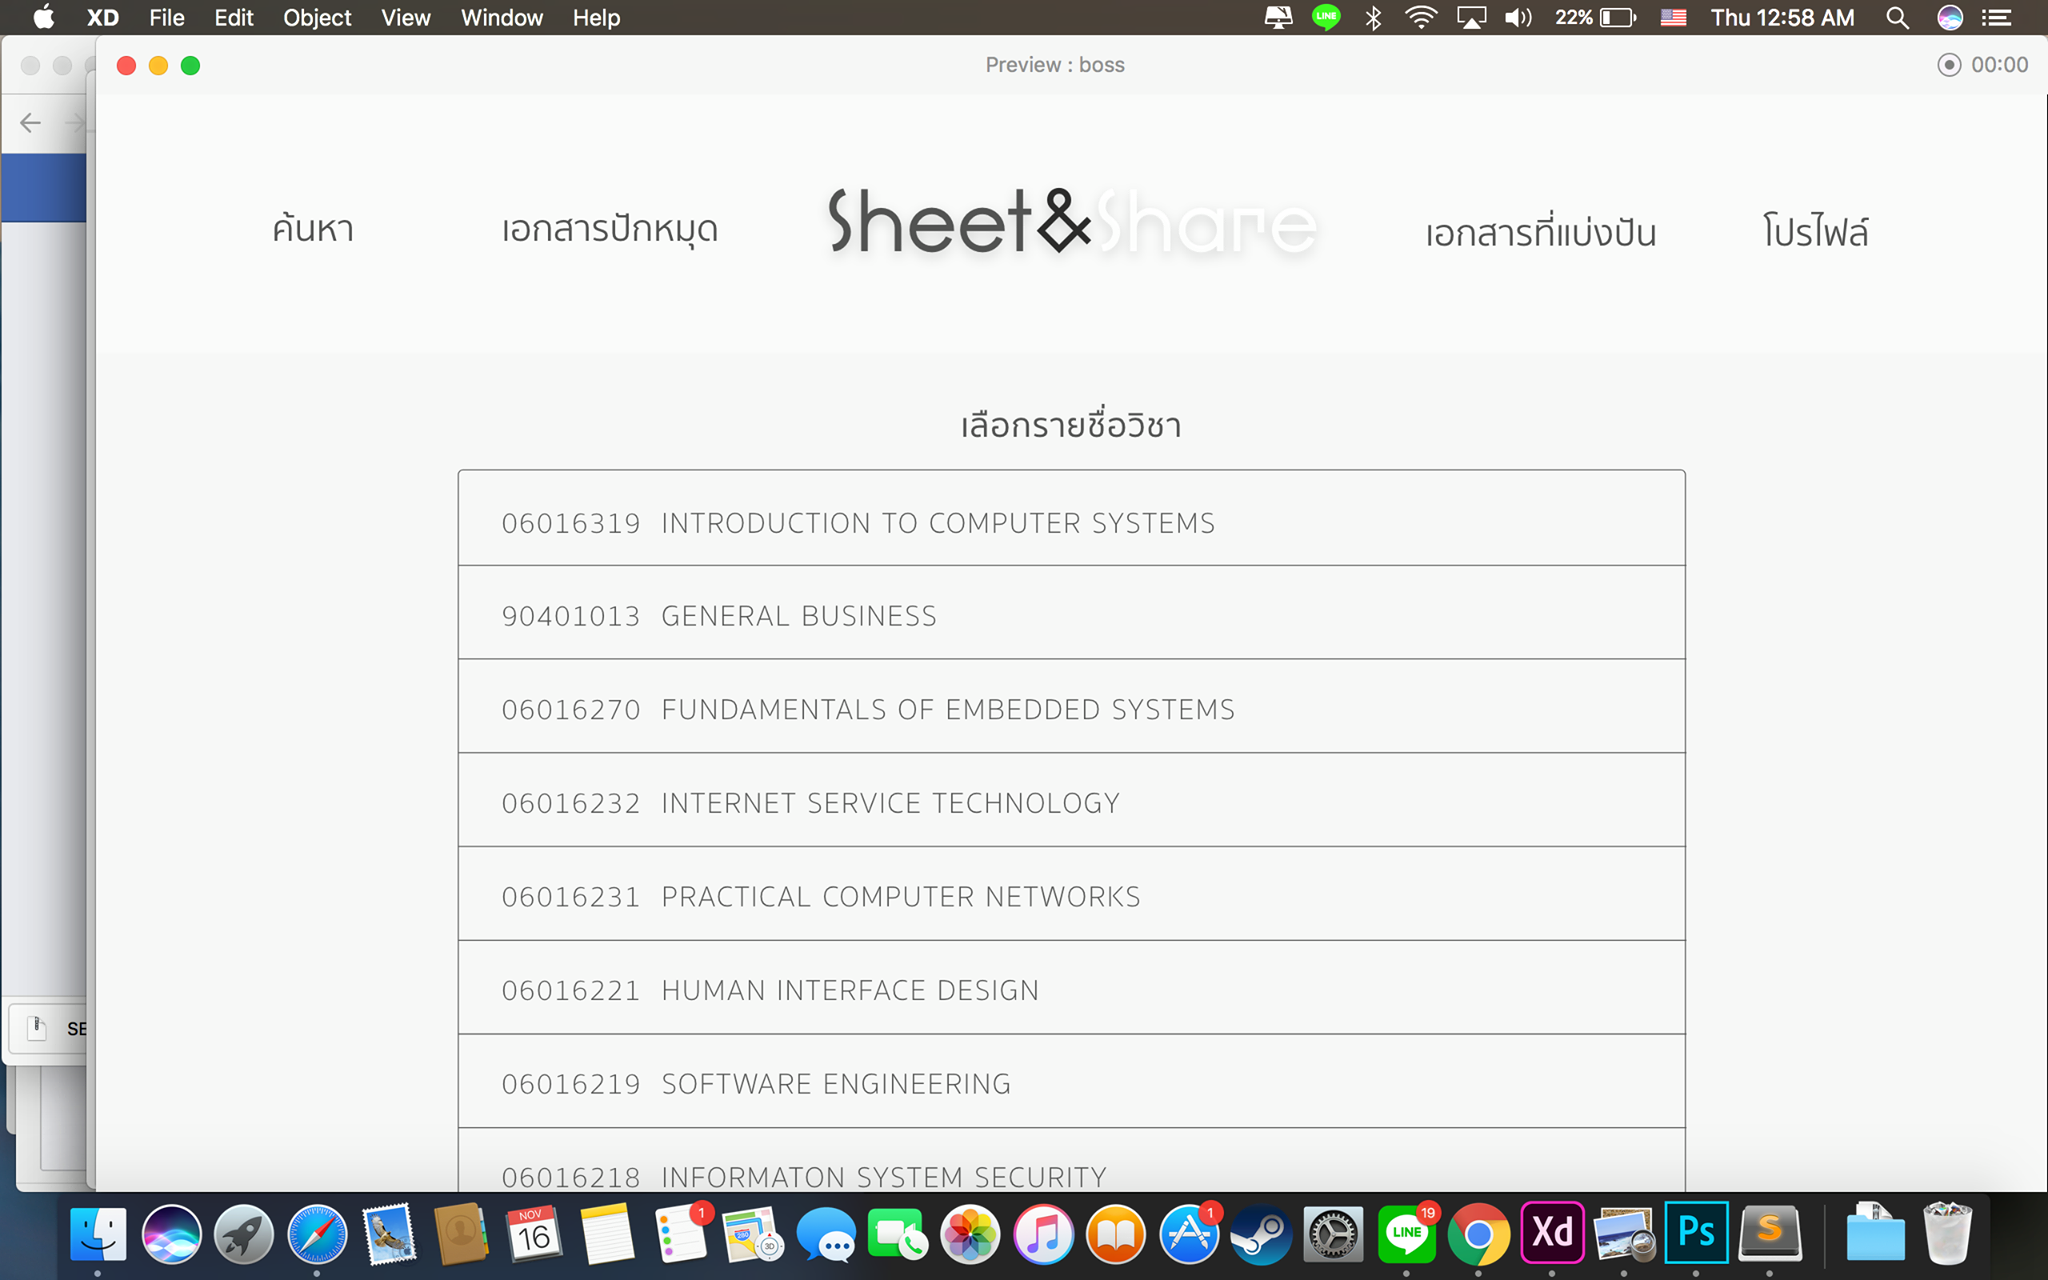 XD File Edit Object View Window Help LINE 22% Thu 12:58 AM
Preview : boss 00:00
ค้นหา เอกสารปักหมุด Sheet&Share เอกสารที่แบ่งปัน โปรไฟล์
เลือกรายชื่อวิชา
06016319 INTRODUCTION TO COMPUTER SYSTEMS
90401013 GENERAL BUSINESS
06016270 FUNDAMENTALS OF EMBEDDED SYSTEMS
06016232 INTERNET SERVICE TECHNOLOGY
06016231 PRACTICAL COMPUTER NETWORKS
06016221 HUMAN INTERFACE DESIGN
SE
06016219 SOFTWARE ENGINEERING
06016218 INFORMATON SYSTEM SECURITY
NOV 16 1 280 3D 1 LINE 19 Xd Ps S